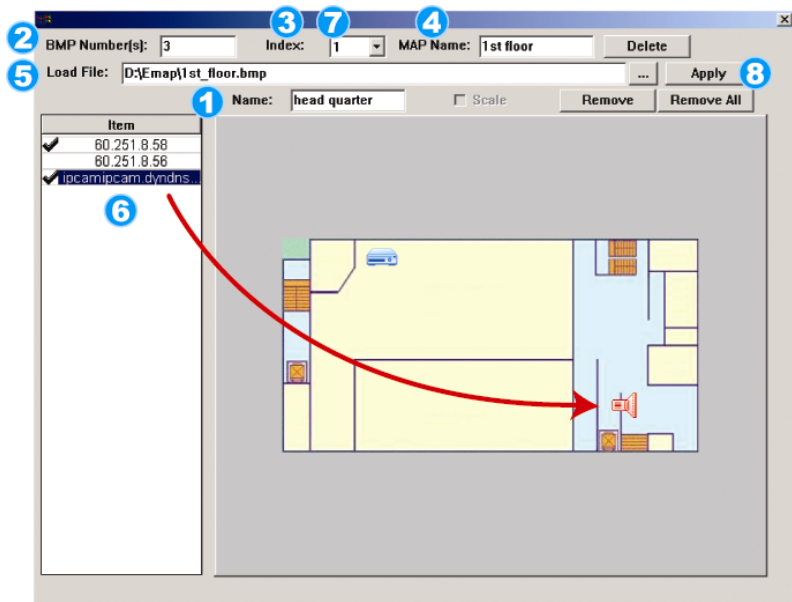 3 7 4
2 BMP Number(s): 3 Index: 1 MAP Name: 1st floor Delete
5 Load File: D:\Emap\1st_floor.bmp ... Apply 8
1 Name: head quarter Scale Remove Remove All
Item
60.251.8.58
60.251.8.56
ipcamipcam.dyndns...
6